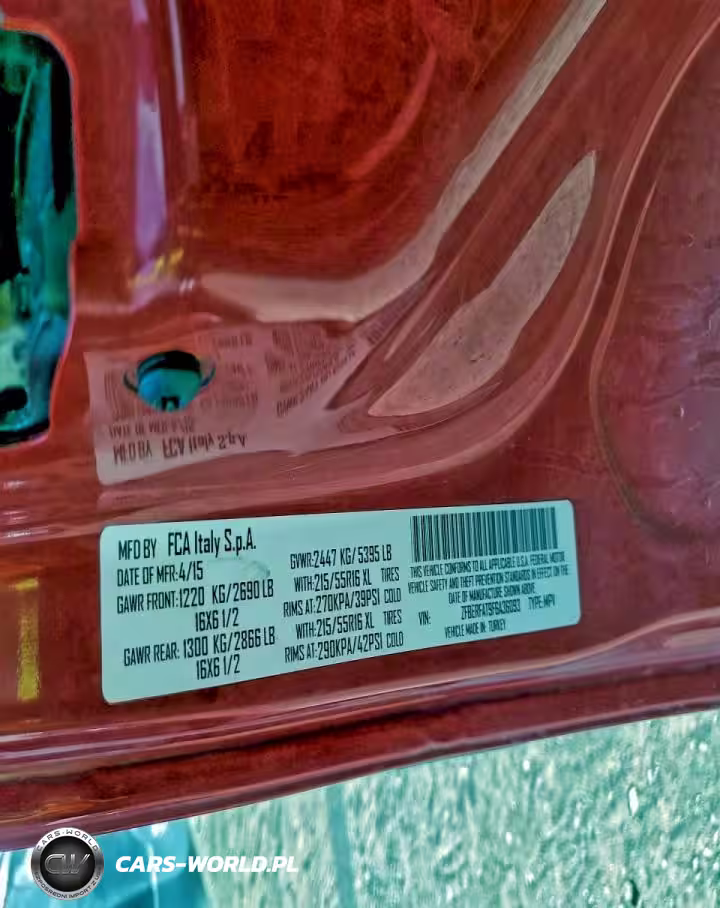 MFD BY FCA Italy S.p.A.
DATE OF MFR:4/15
GAWR FRONT:1220 KG/2690 LB
16X6 1/2
GAWR REAR:1300 KG/2866 LB
16X6 1/2
GVWR:2447 KG/5395 LB
WITH:215/55R16 XL TIRES
RIMS AT:270KPA/39PSI COLD
WITH:215/55R16 XL TIRES
RIMS AT:290KPA/42PSI COLD
THIS VEHICLE CONFORMS TO ALL APPLICABLE U.S.A. FEDERAL MOTOR
VEHICLE SAFETY AND THEFT PREVENTION STANDARDS IN EFFECT ON THE
DATE OF MANUFACTURE SHOWN ABOVE.
VIN: TYPE:MPV
VEHICLE MADE IN: TURKEY
CARS-WORLD
CW
CARS-WORLD.PL